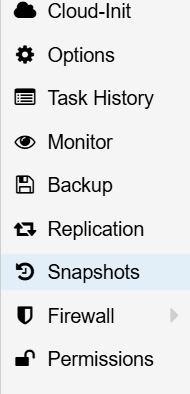 Cloud-Init
Options
Task History
Monitor
Backup
Replication
Snapshots
Firewall
Permissions